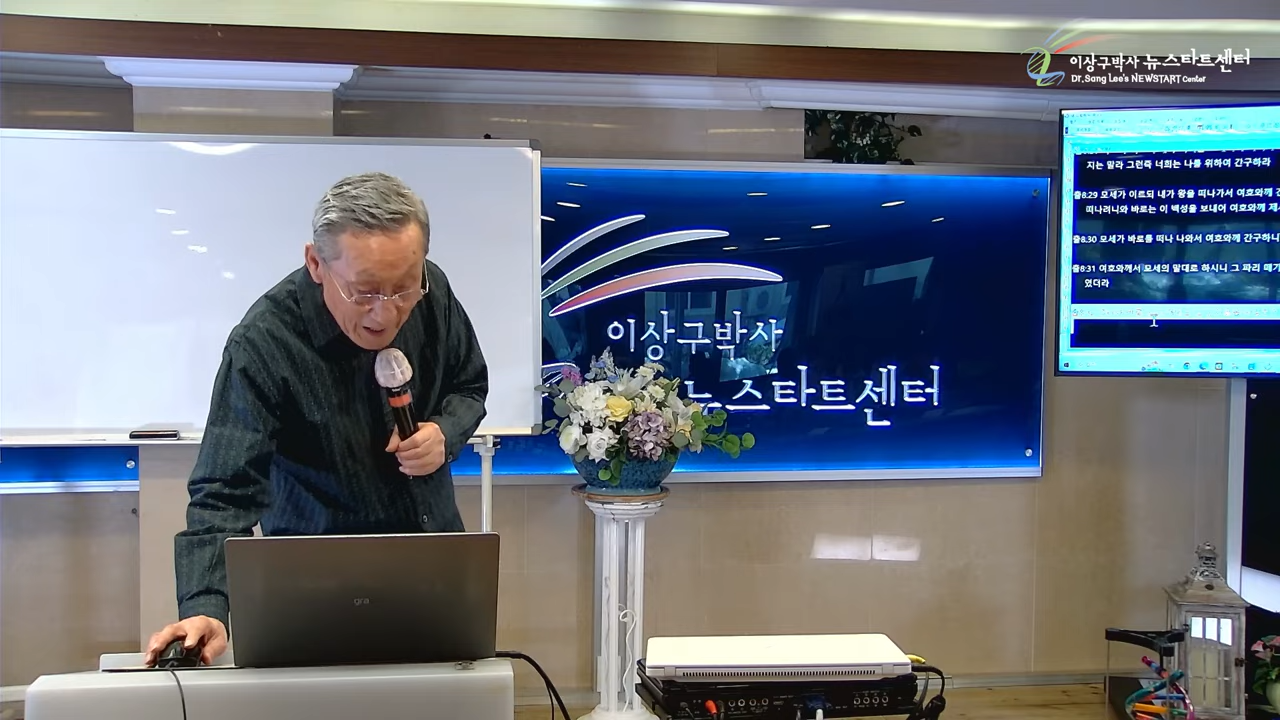 이상구박사 뉴스타트센터
Dr. Sang Lee's NEWSTART Center
지는 말라 그런즉 너희는 나를 위하여 간구하라
출8:29 모세가 이르되 내가 왕을 떠나가서 여호와께
떠나려니와 바로는 이 백성을 보내어 여호와께
출8:30 모세가 바로를 떠나 나와서 여호와께 간구하니
출8:31 여호와께서 모세의 말대로 하시니 그 파리 떼가
었더라
이상구박사
뉴스타트센터
gra